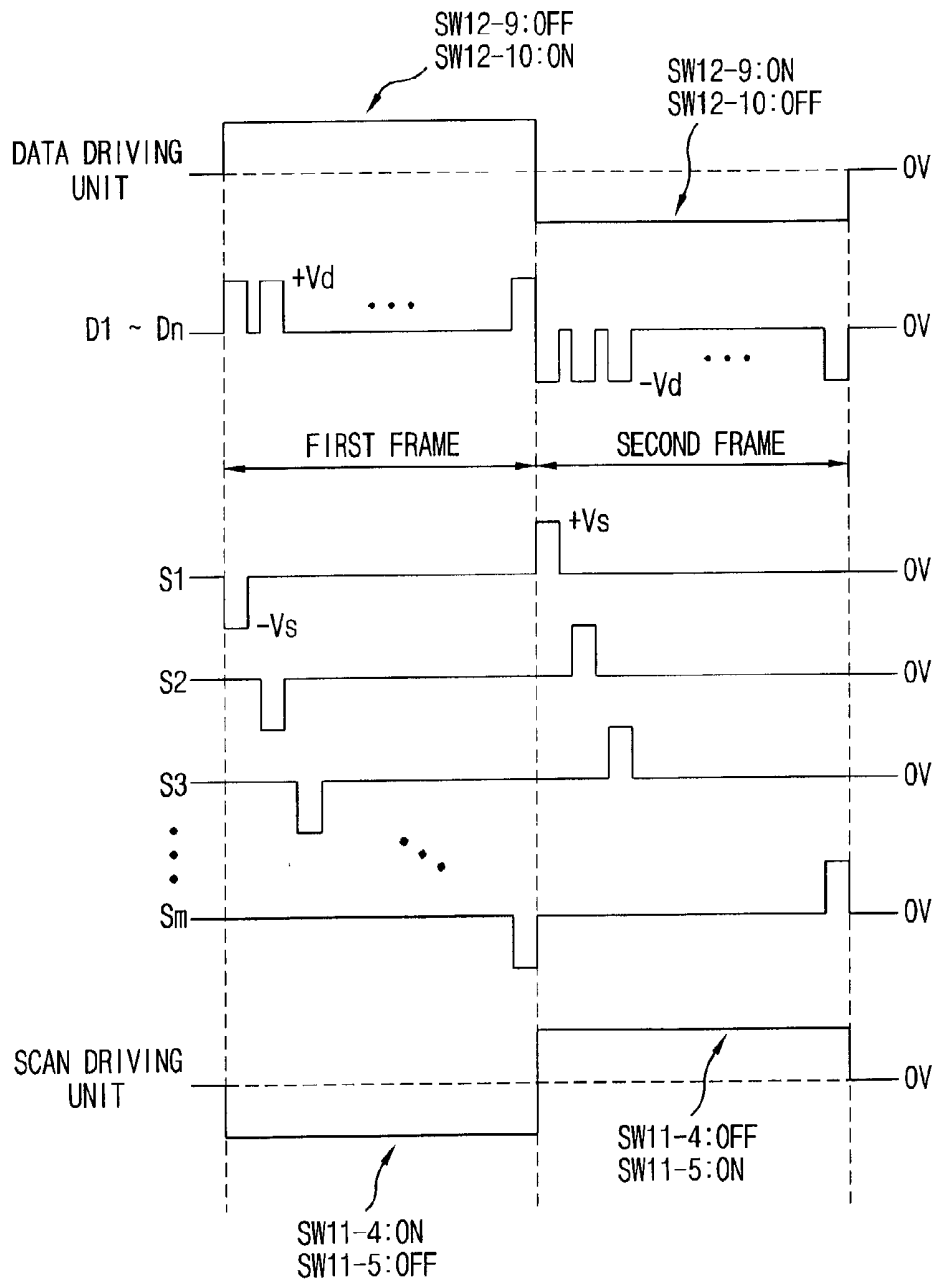 SW12-9:OFF
SW12-10:ON
SW12-9:ON
SW12-10:OFF
DATA DRIVING
UNIT
0V
+Vd
D1 ~ Dn
0V
-Vd
FIRST FRAME
SECOND FRAME
+Vs
S1
0V
-Vs
S2
0V
S3
0V
Sm
0V
SCAN DRIVING
UNIT
0V
SW11-4:OFF
SW11-5:ON
SW11-4:ON
SW11-5:OFF